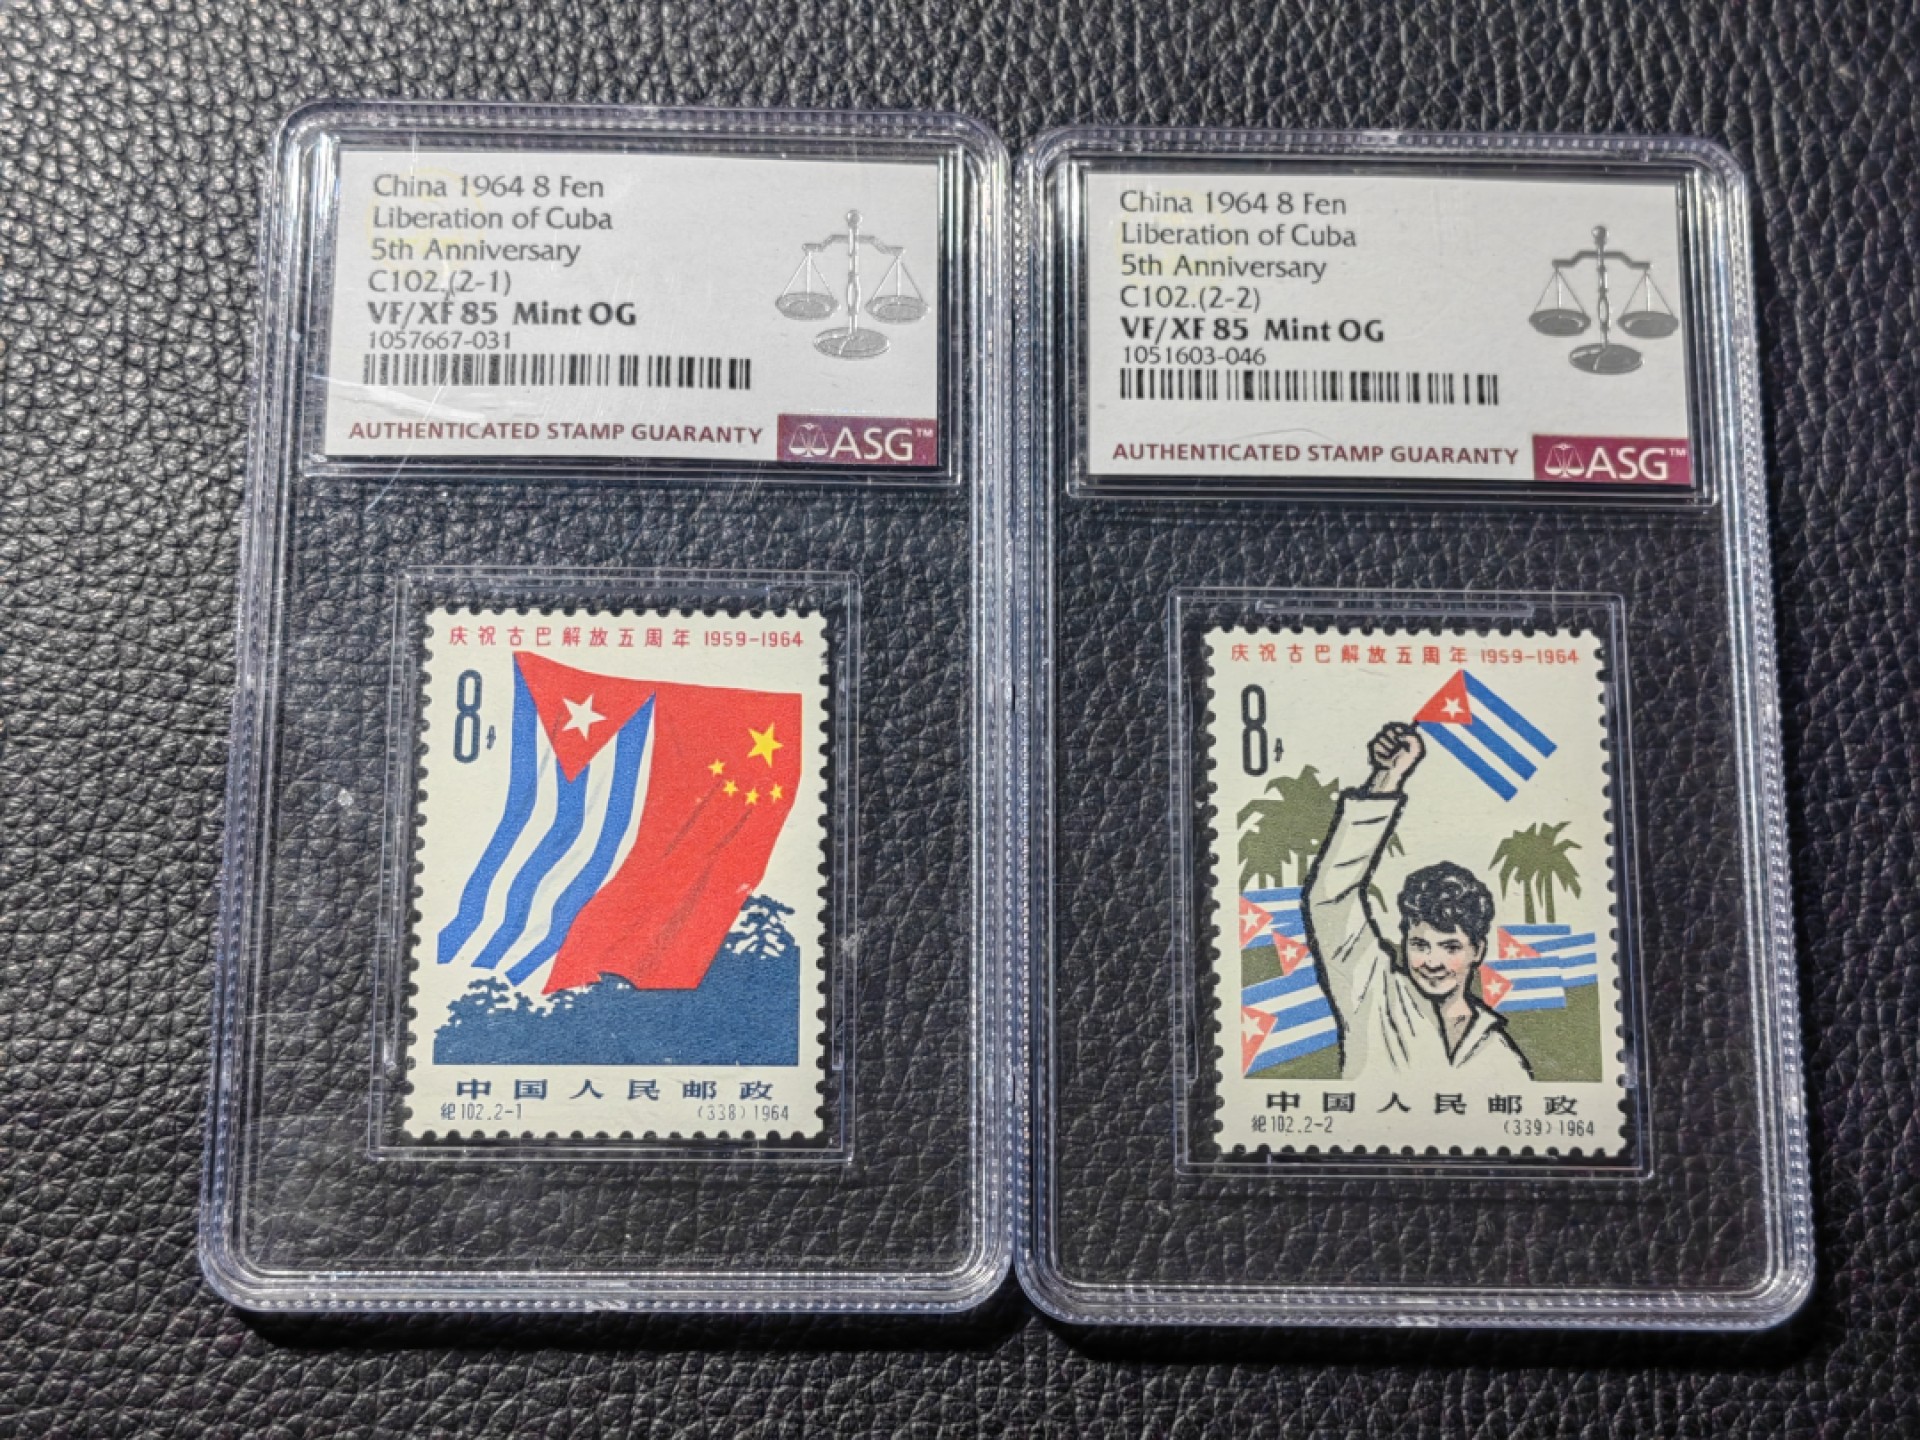 China 1964 8 Fen
Liberation of Cuba
5th Anniversary
C102.(2-1)
VF/XF 85 Mint OG
1057667-031
AUTHENTICATED STAMP GUARANTY
ASG™
庆祝古巴解放五周年 1959-1964
8分
中国人民邮政
纪102.2-1
(338)1964
China 1964 8 Fen
Liberation of Cuba
5th Anniversary
C102.(2-2)
VF/XF 85 Mint OG
1051603-046
AUTHENTICATED STAMP GUARANTY
ASG™
庆祝古巴解放五周年 1959-1964
8分
中国人民邮政
纪102.2-2
(339)1964